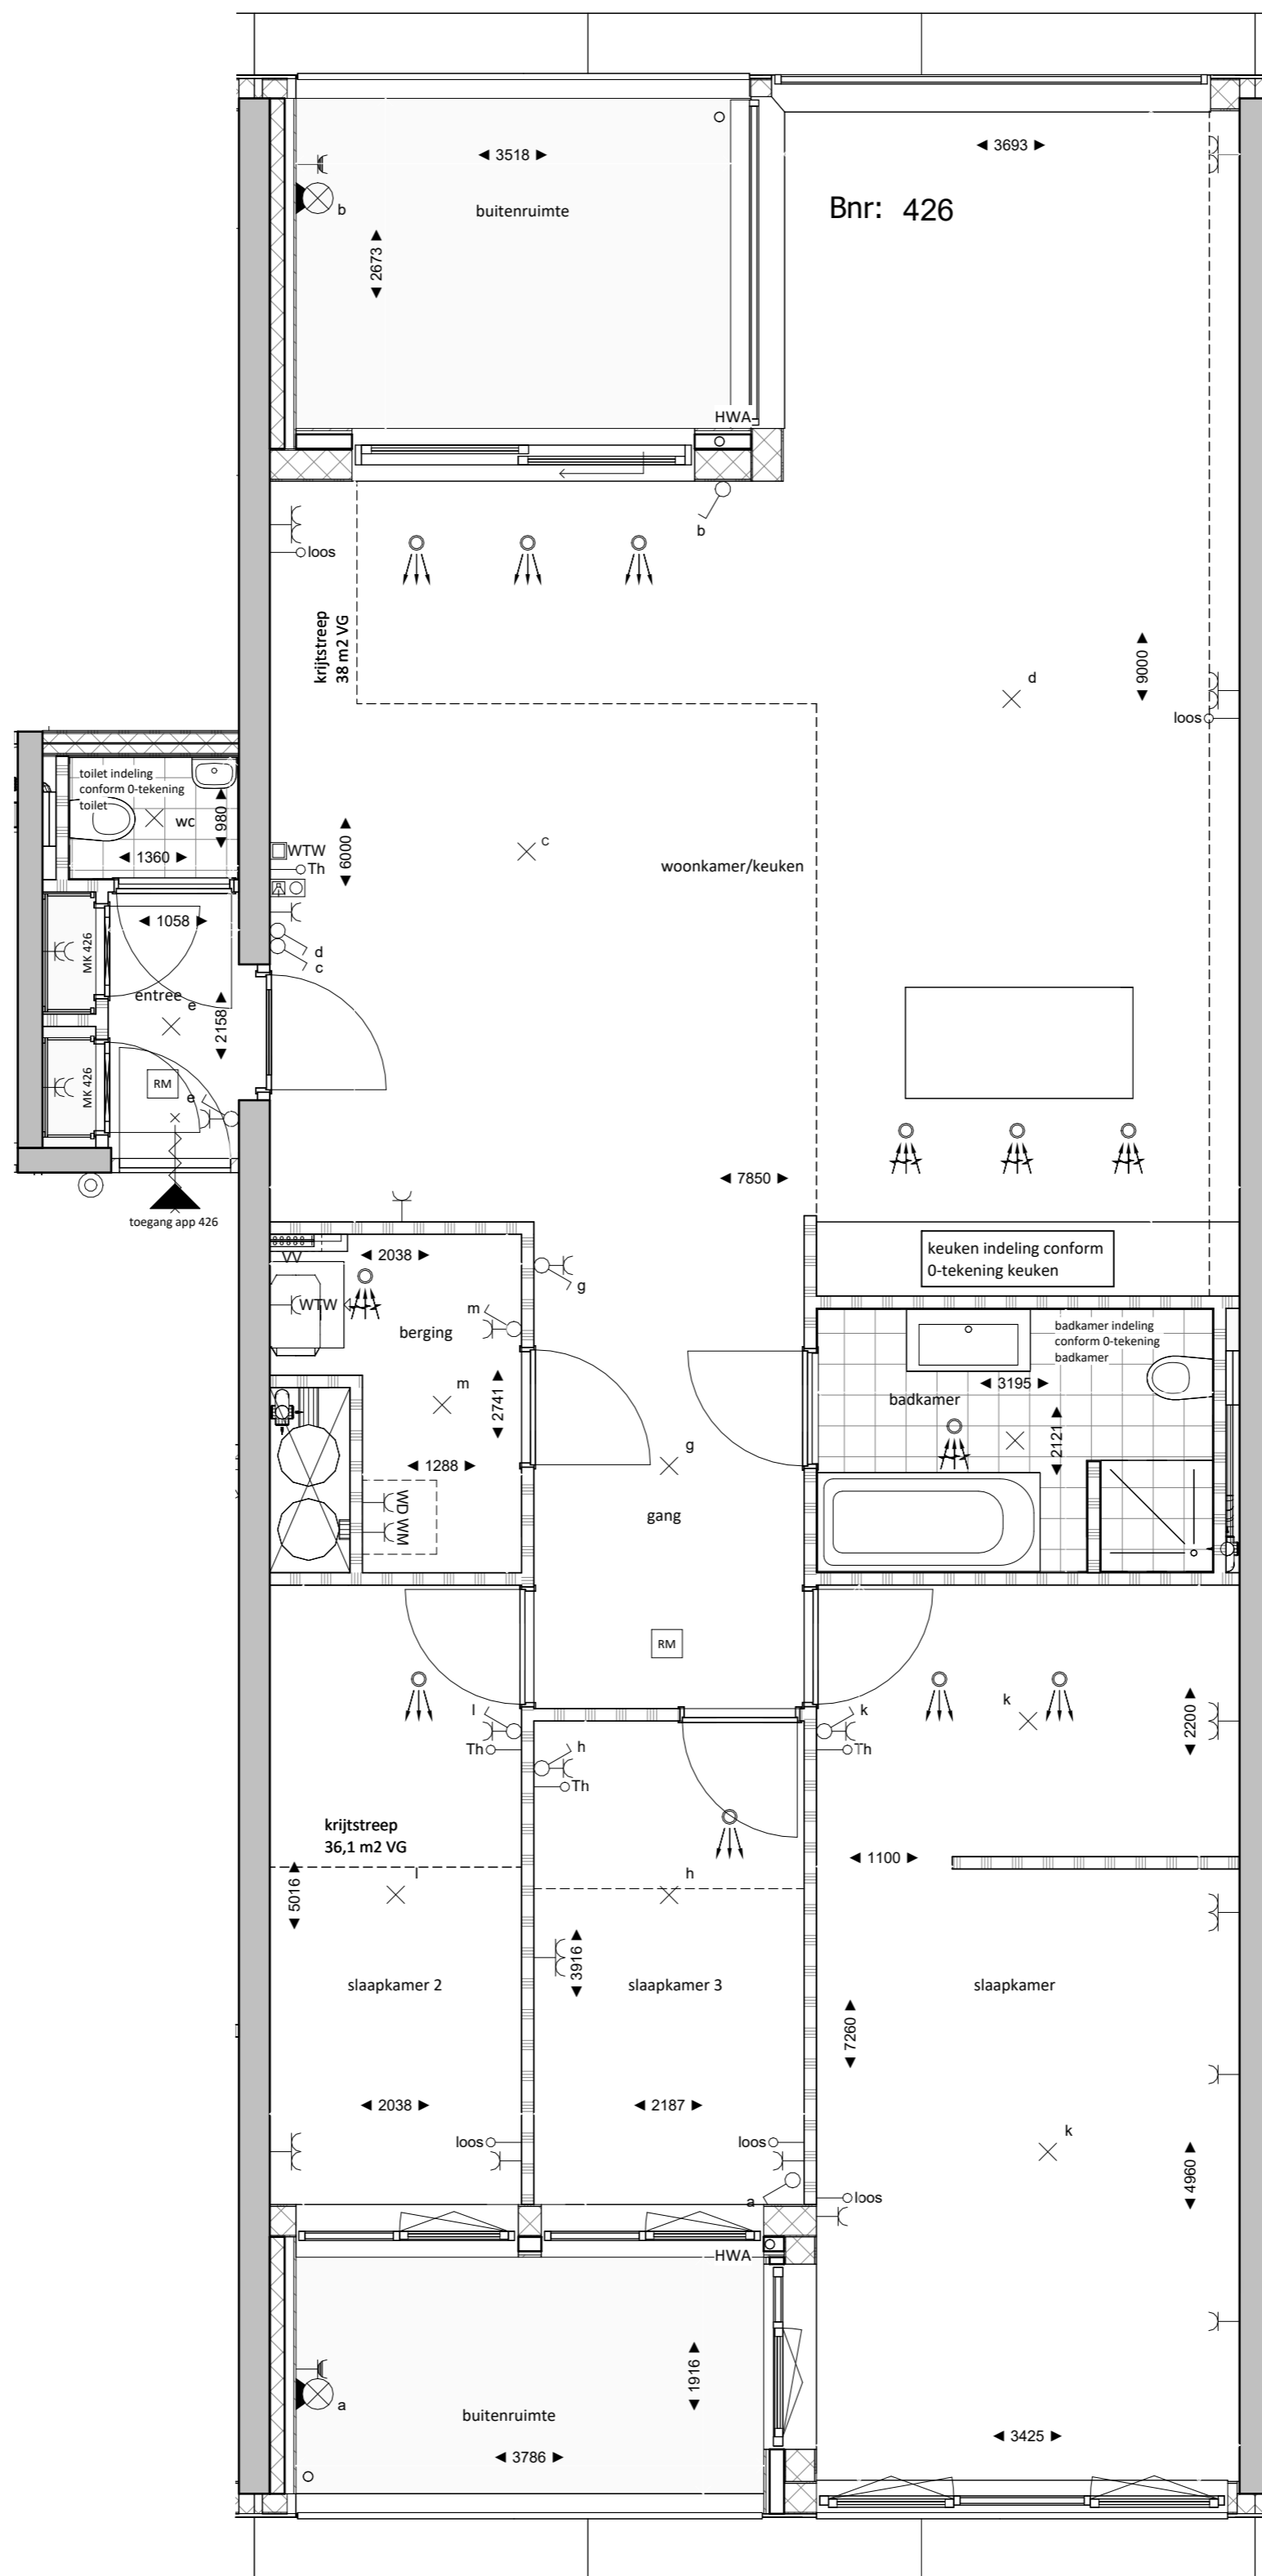 ◄ 3518 ►
◄ 3693 ►
b
buitenruimte
Bnr: 426
◄ 2673 ►
HWA
b
loos
krijtstreep
38 m2 VG
d
◄ 9000 ►
loos
toilet indeling
conform 0-tekening
toilet
wc
◄ 980 ►
◄ 1360 ►
WTW
Th
◄ 6000 ►
c
woonkamer/keuken
◄ 1058 ►
MK 426
d
c
entree
e
◄ 2158 ►
MK 426
RM
e
toegang app 426
◄ 7850 ►
keuken indeling conform
0-tekening keuken
VV
◄ 2038 ►
g
WTW
m
berging
badkamer indeling
conform 0-tekening
badkamer
m
◄ 2741 ►
◄ 3195 ►
badkamer
◄ 2121 ►
g
◄ 1288 ►
WD WM
gang
RM
l
Th
h
Th
k
Th
k
◄ 2200 ►
krijtstreep
36,1 m2 VG
◄ 1100 ►
l
h
◄ 5016 ►
◄ 3916 ►
slaapkamer 2
slaapkamer 3
slaapkamer
◄ 7260 ►
◄ 2038 ►
◄ 2187 ►
k
loos
loos
◄ 4960 ►
a
loos
HWA
◄ 1916 ►
a
buitenruimte
◄ 3425 ►
◄ 3786 ►